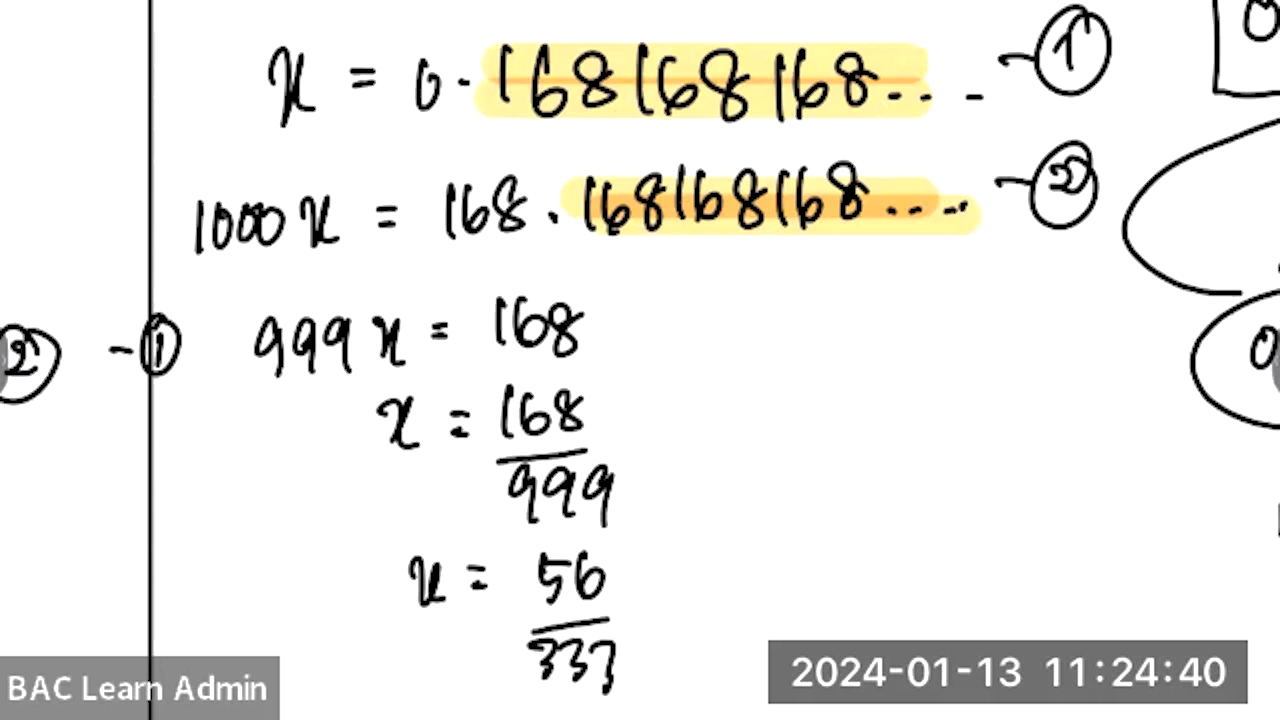 x = 0.168168168... - ①
1000x = 168.168168168.... - ②
② - ① 999x = 168
x = 168
999
x = 56
333
BAC Learn Admin
2024-01-13 11:24:40